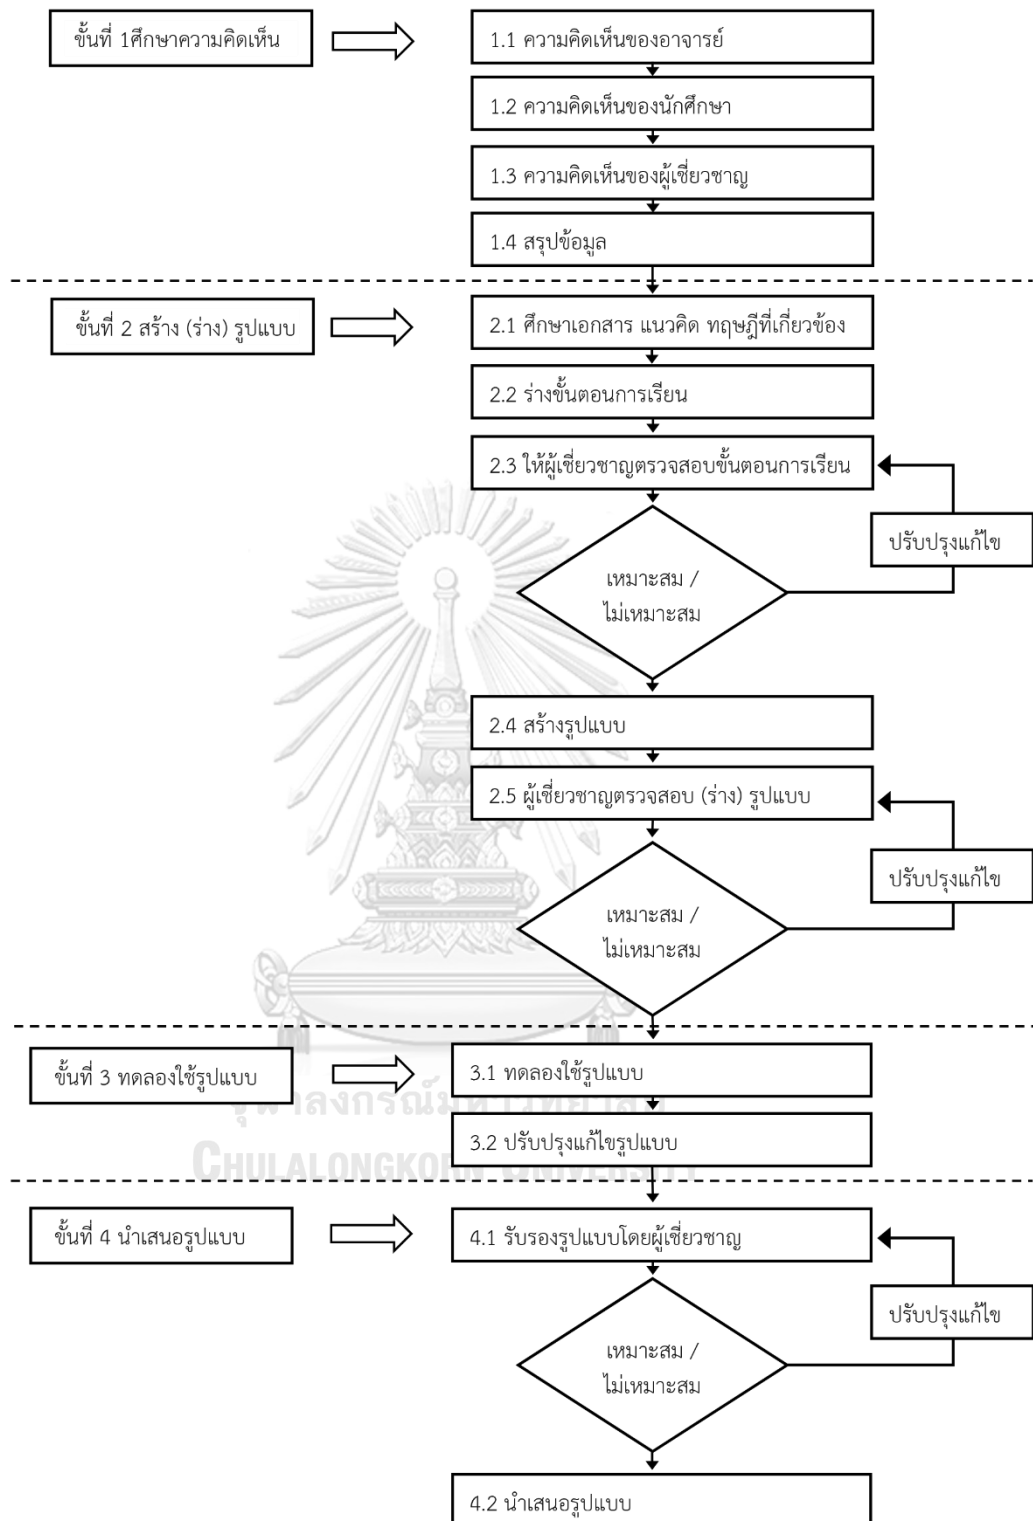 ขั้นที่ 1ศึกษาความคิดเห็น
1.1 ความคิดเห็นของอาจารย์
1.2 ความคิดเห็นของนักศึกษา
1.3 ความคิดเห็นของผู้เชี่ยวชาญ
1.4 สรุปข้อมูล
ขั้นที่ 2 สร้าง (ร่าง) รูปแบบ
2.1 ศึกษาเอกสาร แนวคิด ทฤษฎีที่เกี่ยวข้อง
2.2 ร่างขั้นตอนการเรียน
2.3 ให้ผู้เชี่ยวชาญตรวจสอบขั้นตอนการเรียน
ปรับปรุงแก้ไข
เหมาะสม /
ไม่เหมาะสม
2.4 สร้างรูปแบบ
2.5 ผู้เชี่ยวชาญตรวจสอบ (ร่าง) รูปแบบ
ปรับปรุงแก้ไข
เหมาะสม /
ไม่เหมาะสม
ขั้นที่ 3 ทดลองใช้รูปแบบ
3.1 ทดลองใช้รูปแบบ
จุฬาลงกรณ์มหาวิทยาลัย
3.2 ปรับปรุงแก้ไขรูปแบบ
CHULALONGKORN UNIVERSITY
ขั้นที่ 4 นำเสนอรูปแบบ
4.1 รับรองรูปแบบโดยผู้เชี่ยวชาญ
ปรับปรุงแก้ไข
เหมาะสม /
ไม่เหมาะสม
4.2 นำเสนอรูปแบบ